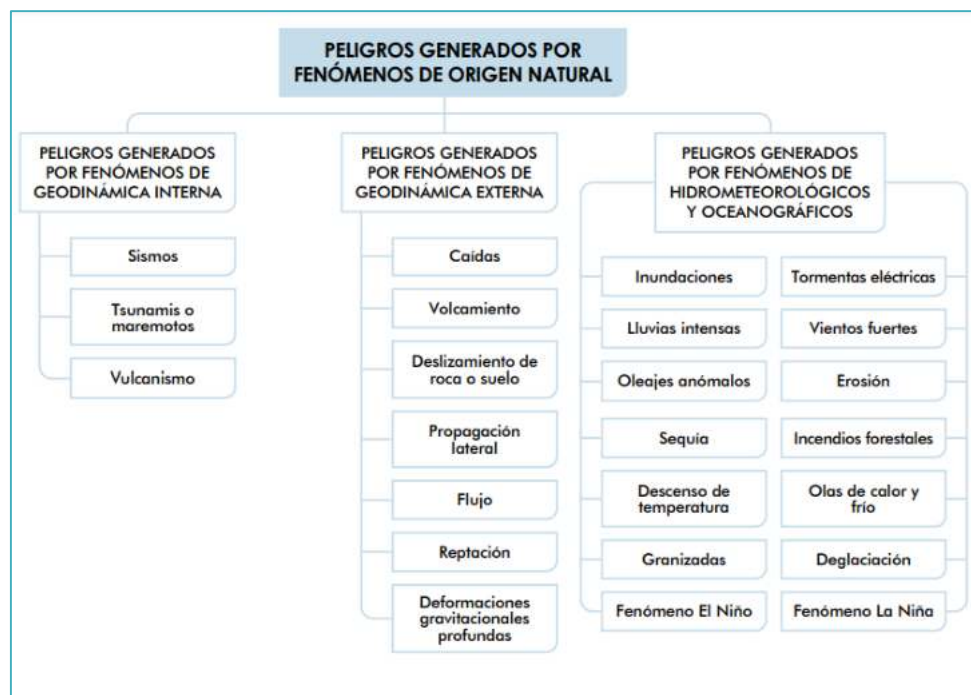 PELIGROS GENERADOS POR
FENÓMENOS DE ORIGEN NATURAL
PELIGROS GENERADOS
POR FENÓMENOS DE
GEODINÁMICA INTERNA
Sismos
Tsunamis o
maremotos
Vulcanismo
PELIGROS GENERADOS
POR FENÓMENOS DE
GEODINÁMICA EXTERNA
Caídas
Volcamiento
Deslizamiento de
roca o suelo
Propagación
lateral
Flujo
Reptación
Deformaciones
gravitacionales
profundas
PELIGROS GENERADOS
POR FENÓMENOS DE
HIDROMETEOROLÓGICOS
Y OCEANOGRÁFICOS
Inundaciones
Lluvias intensas
Oleajes anómalos
Sequía
Descenso de
temperatura
Granizadas
Fenómeno El Niño
Tormentas eléctricas
Vientos fuertes
Erosión
Incendios forestales
Olas de calor y
frío
Deglaciación
Fenómeno La Niña